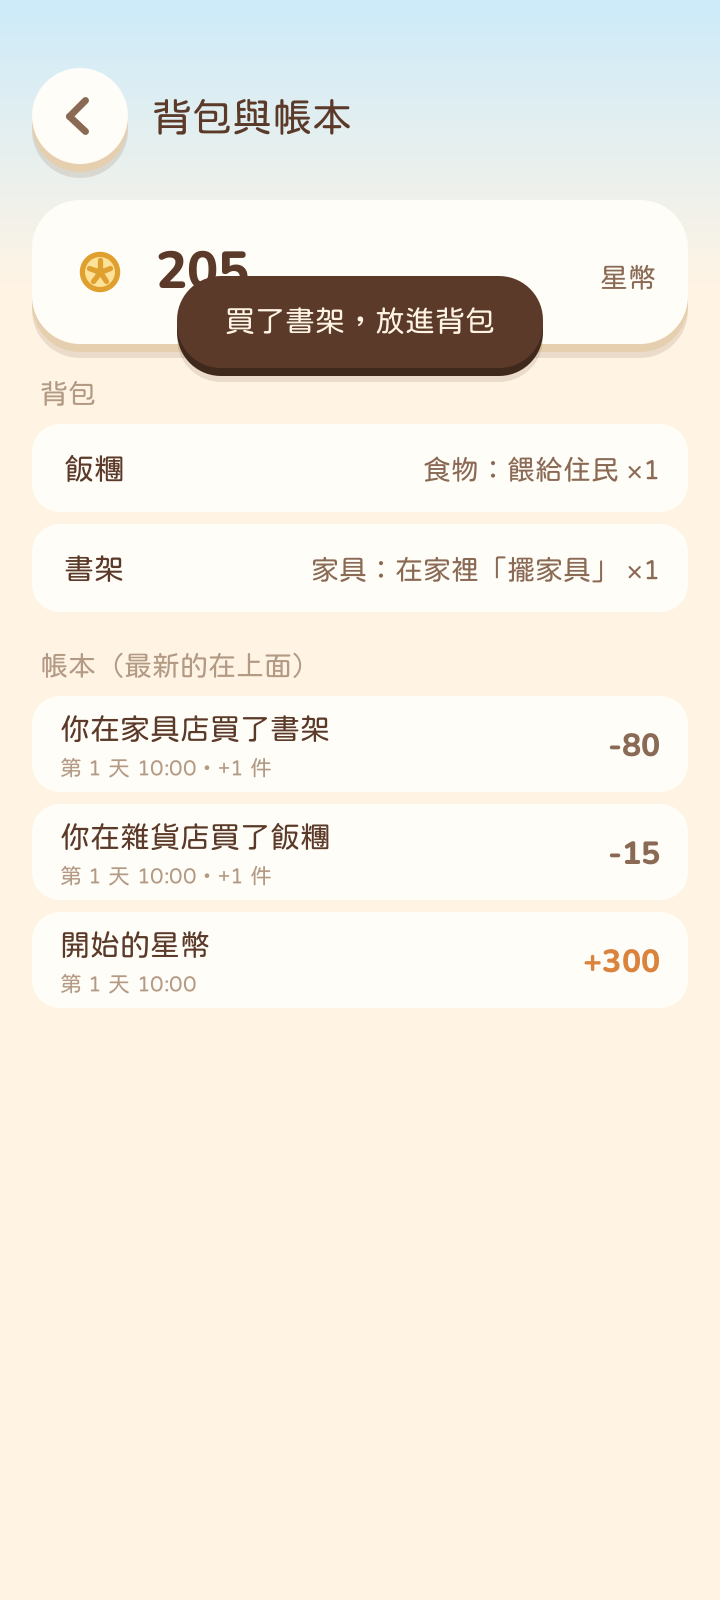 背包與帳本
205
星幣
買了書架，放進背包
背包
飯糰
食物：餵給住民 ×1
書架
家具：在家裡「擺家具」 ×1
帳本（最新的在上面）
你在家具店買了書架
第 1 天 10:00・+1 件
-80
你在雜貨店買了飯糰
第 1 天 10:00・+1 件
-15
開始的星幣
第 1 天 10:00
+300